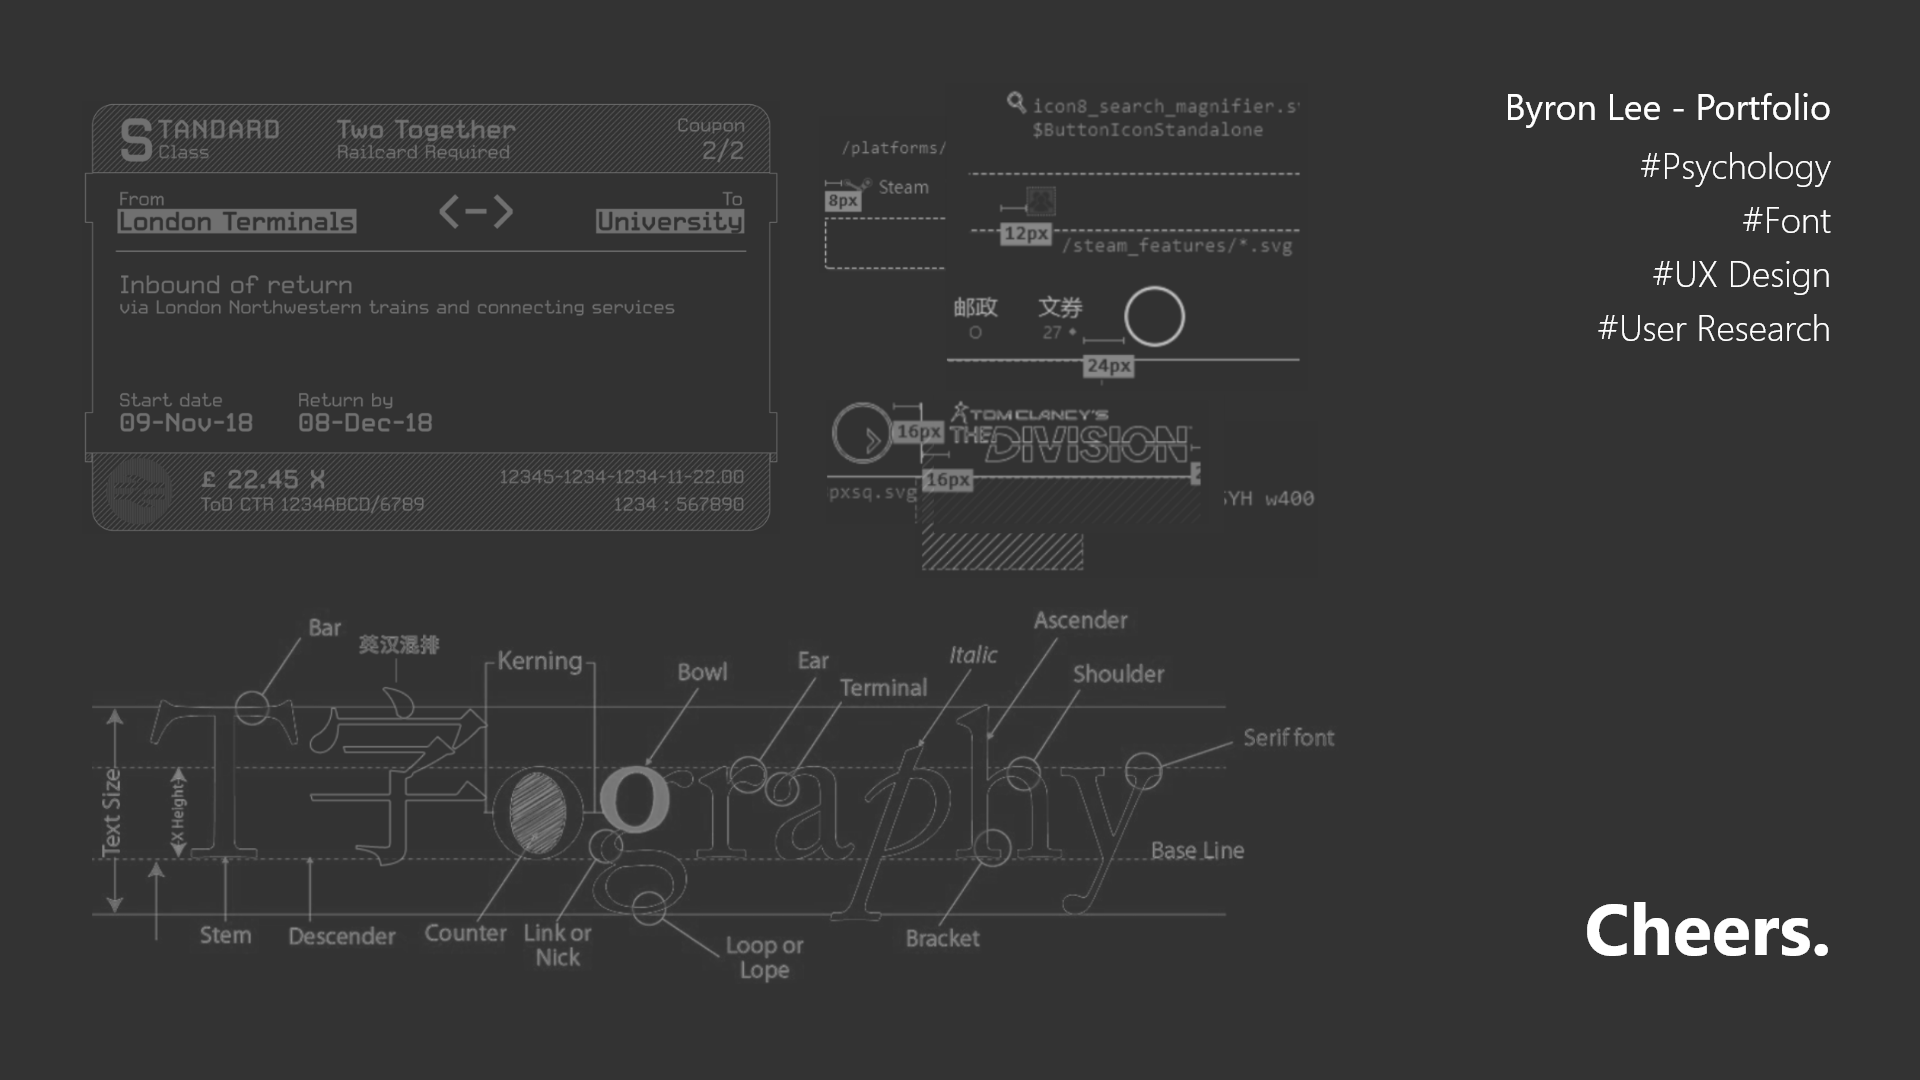 STANDARD
Class
Two Together
Railcard Required
Coupon
2/2
From
London Terminals
<->
To
University
Inbound of return
via London Northwestern trains and connecting services
Start date
09-Nov-18
Return by
08-Dec-18
£ 22.45 X
ToD CTR 1234ABCD/6789
12345-1234-1234-11-22.00
1234 : 567890
icon8_search_magnifier.s
$ButtonIconStandalone
/platforms/
Steam
8px
12px
/steam_features/*.svg
邮政
文券
27
24px
16px
TOM CLANCY'S
THE DIVISION
16px
pxsq.svg
YH w400
Byron Lee - Portfolio
#Psychology
#Font
#UX Design
#User Research
Bar
英汉混排
Kerning
Bowl
Ear
Terminal
Italic
Ascender
Shoulder
Serif font
Text Size
X Height
T字ography
Base Line
Stem
Descender
Counter
Link or
Nick
Loop or
Lope
Bracket
Cheers.